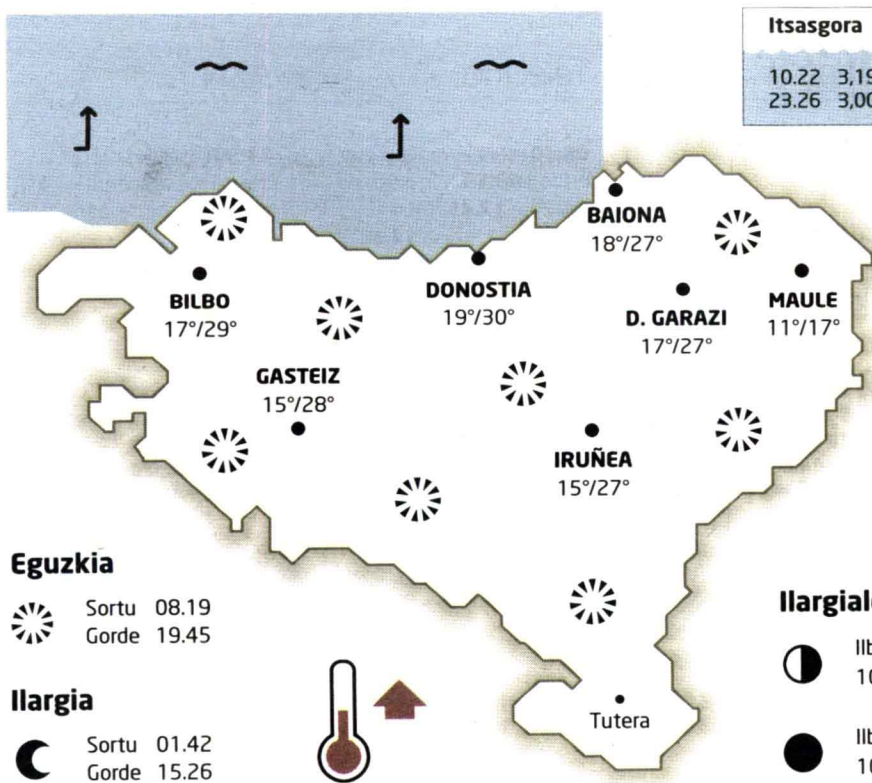 Itsasgora
10.22 3,19
23.26 3,00
BAIONA
18°/27°
BILBO
17°/29°
DONOSTIA
19°/30°
D. GARAZI
17°/27°
MAULE
11°/17°
GASTEIZ
15°/28°
IRUÑEA
15°/27°
Eguzkia
Sortu 08.19
Gorde 19.45
Ilargia
Sortu 01.42
Gorde 15.26
Tutera